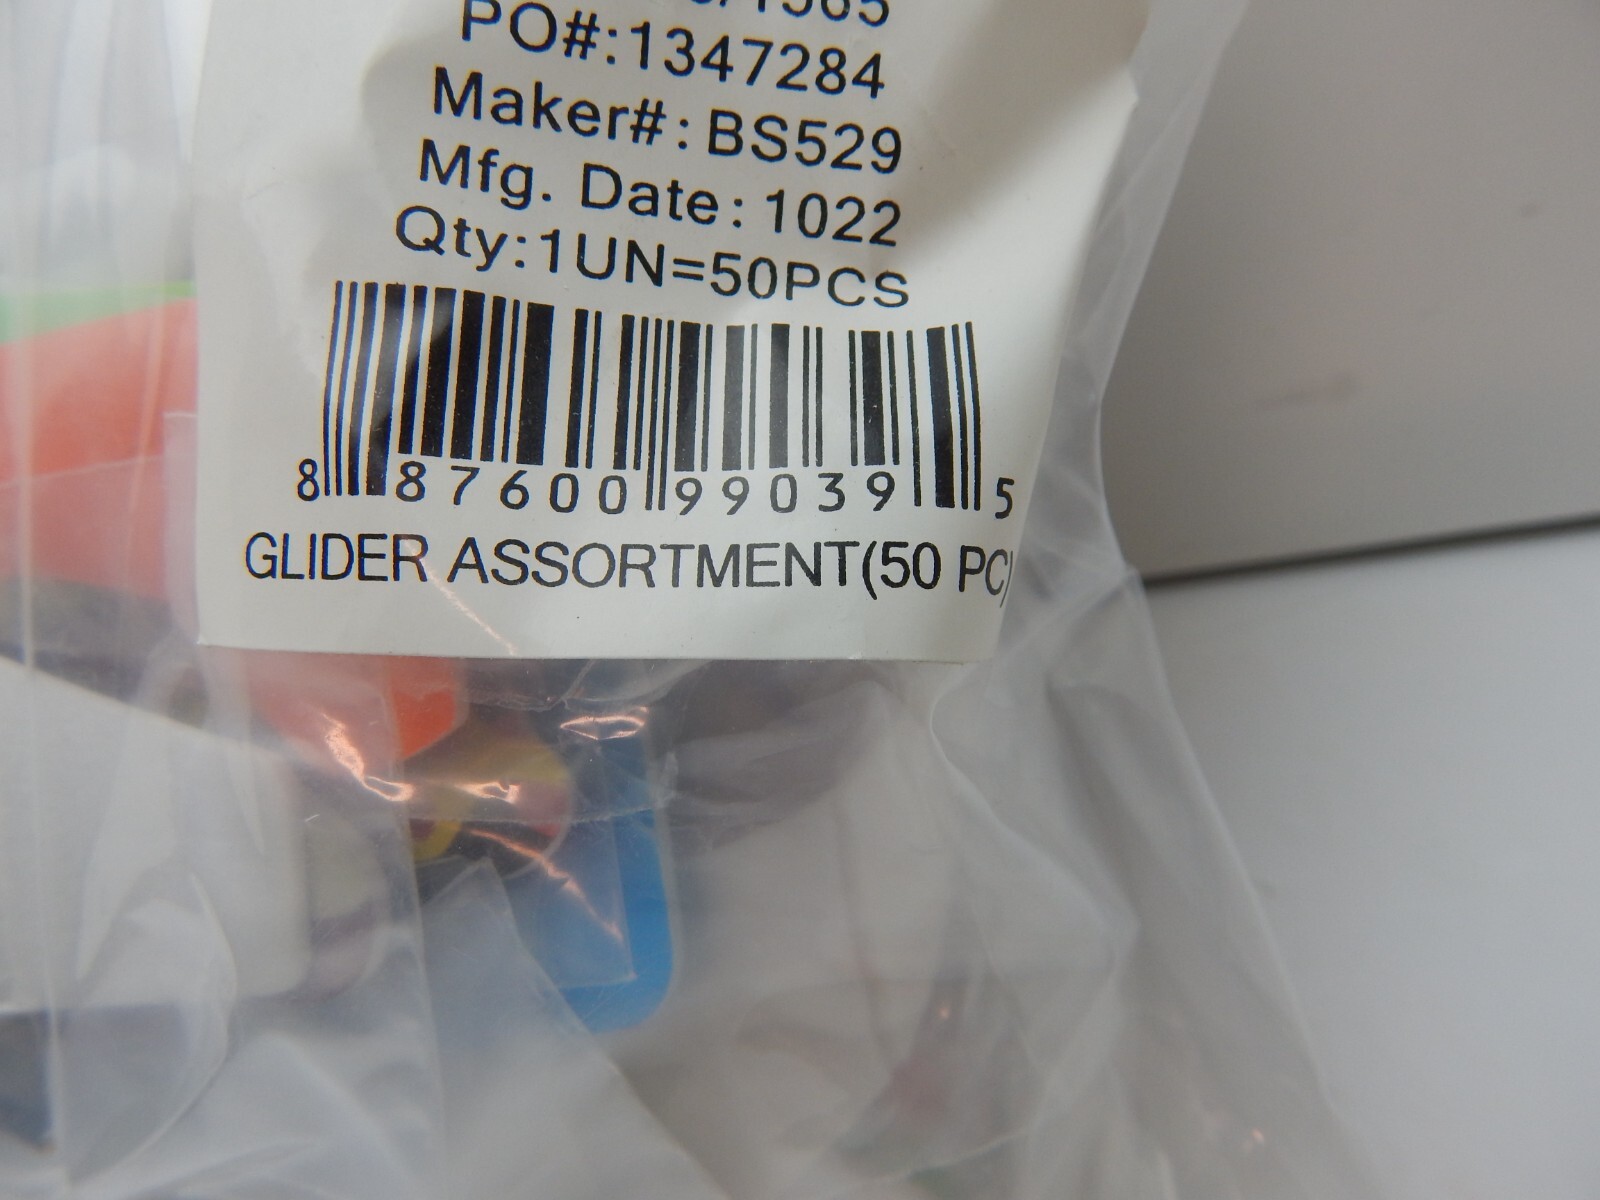 PO#:1347284
Maker#: BS529
Mfg. Date: 1022
Qty:1UN=50PCS
8 87600 99039 5
GLIDER ASSORTMENT(50 PC)